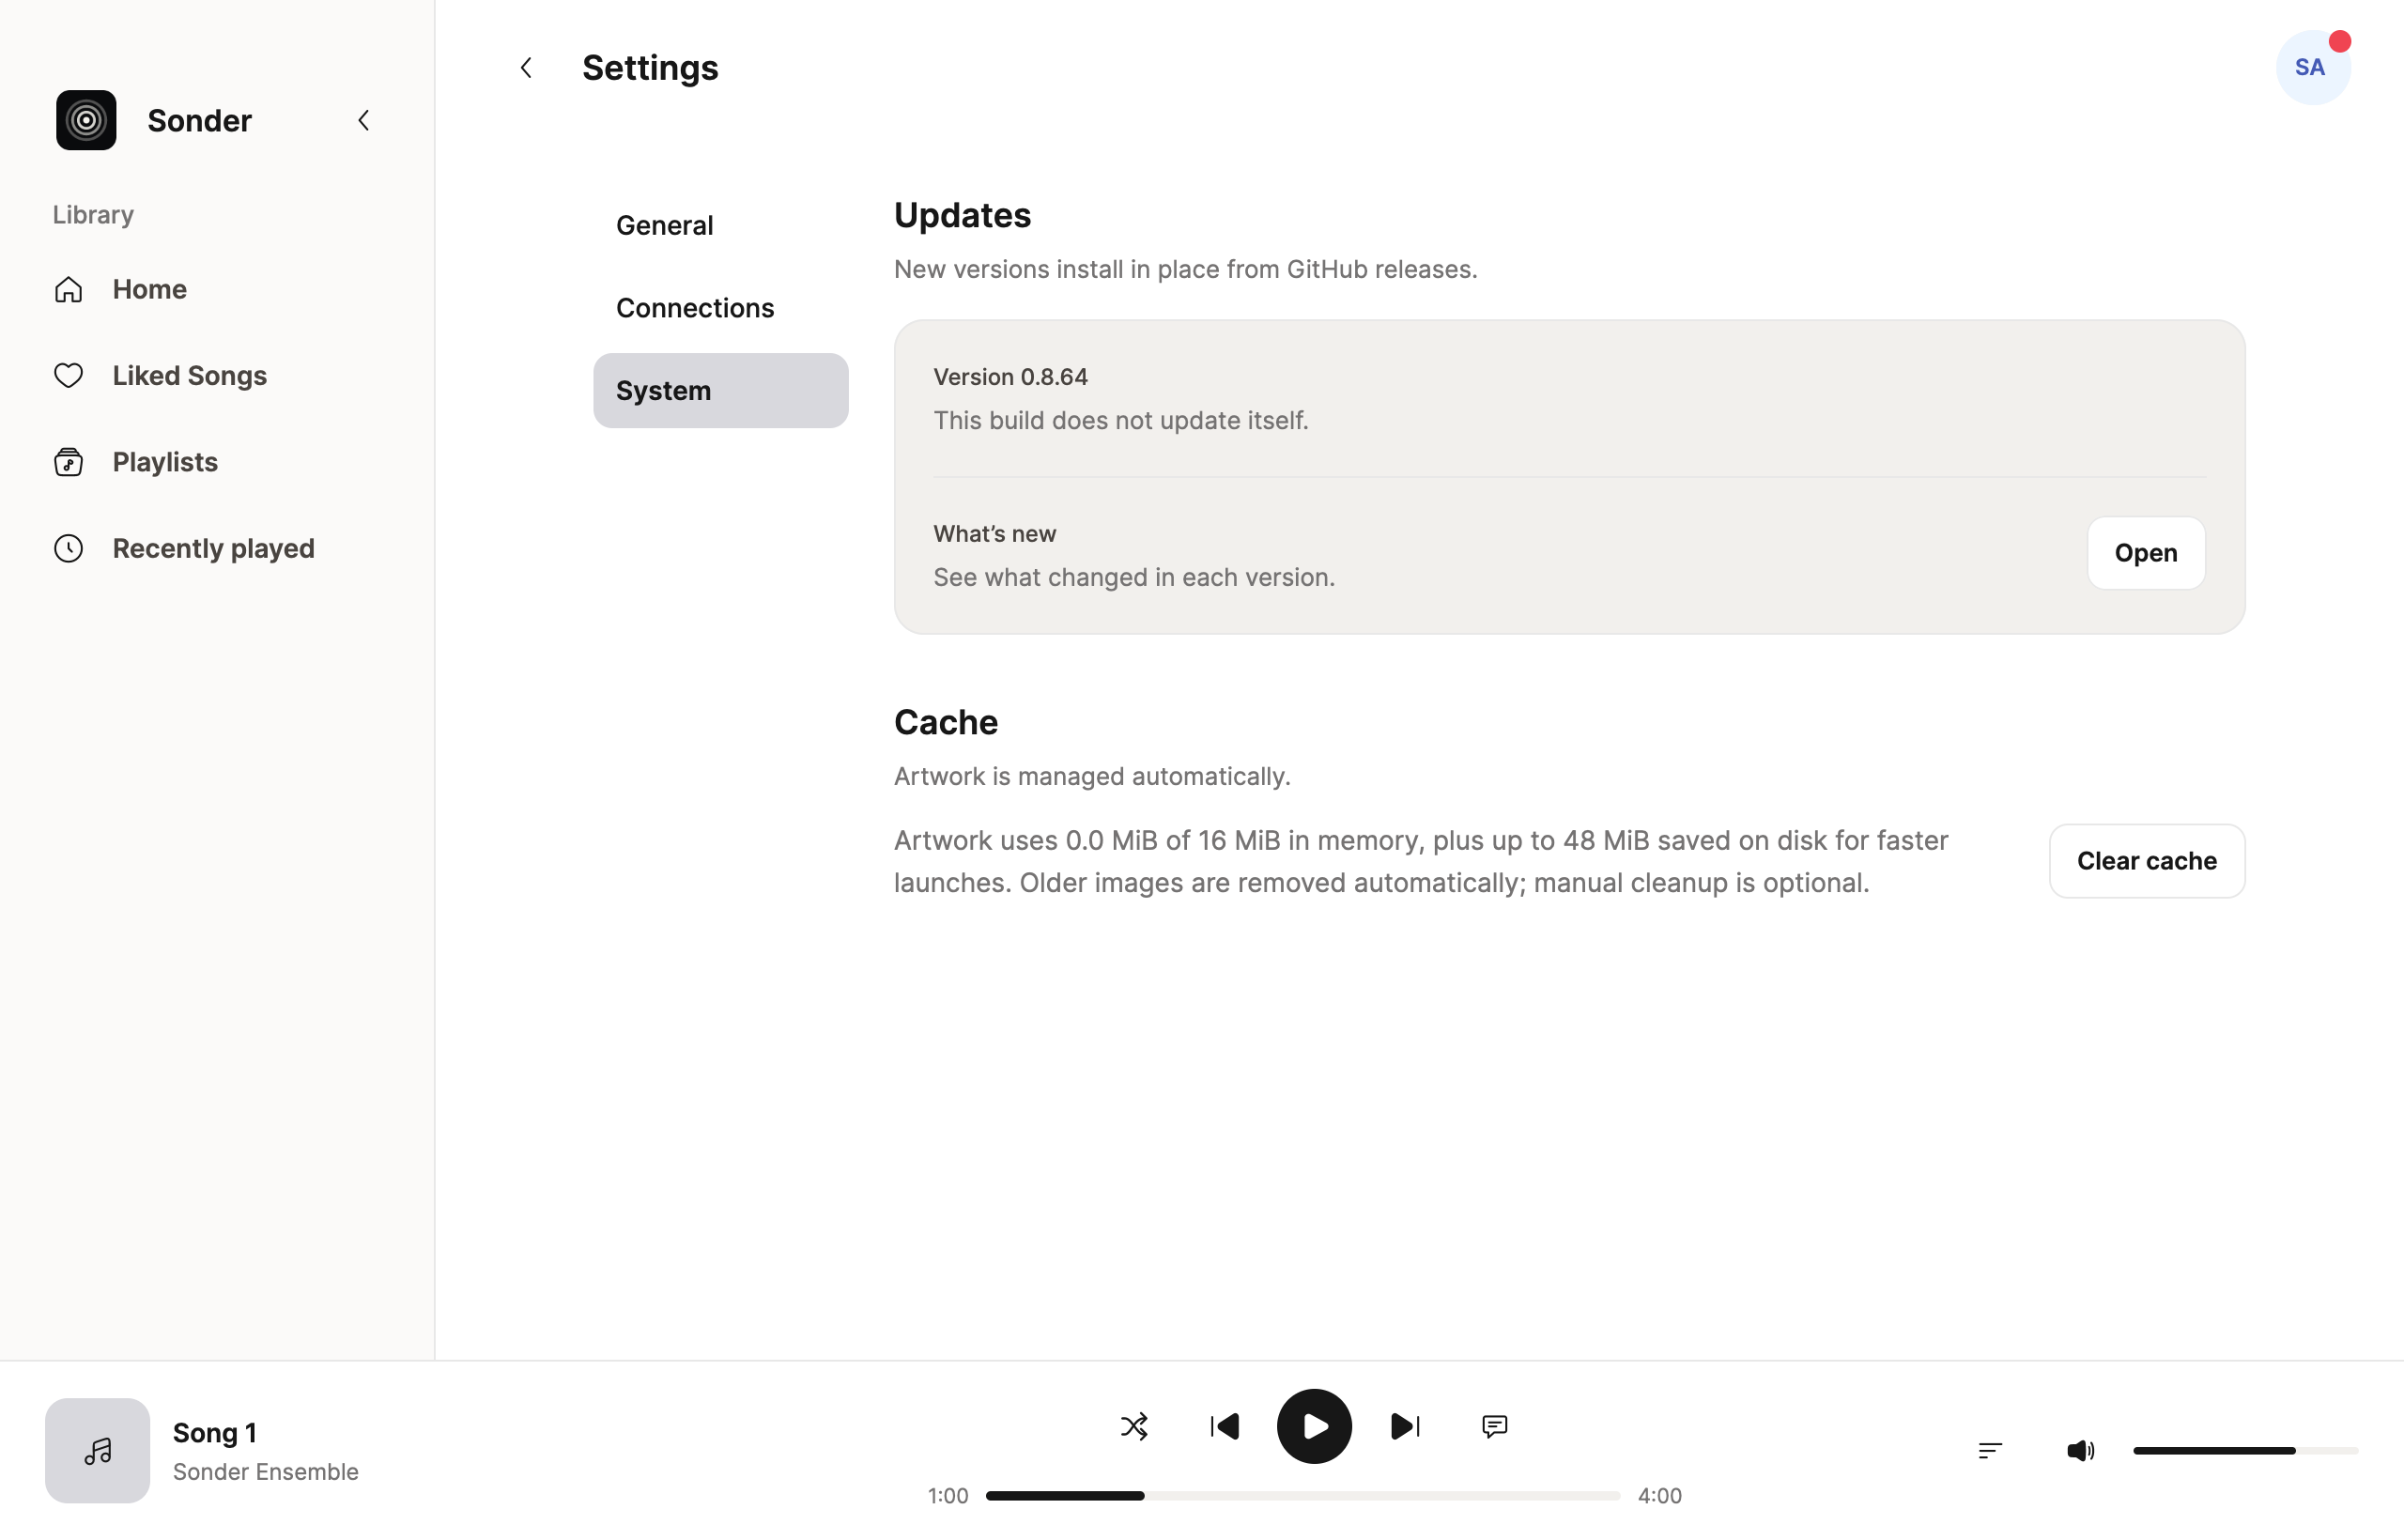 Sonder
Library
Home
Liked Songs
Playlists
Recently played
Settings
SA
General
Connections
System
Updates
New versions install in place from GitHub releases.
Version 0.8.64
This build does not update itself.
What’s new
See what changed in each version.
Open
Cache
Artwork is managed automatically.
Artwork uses 0.0 MiB of 16 MiB in memory, plus up to 48 MiB saved on disk for faster
launches. Older images are removed automatically; manual cleanup is optional.
Clear cache
Song 1
Sonder Ensemble
1:00
4:00